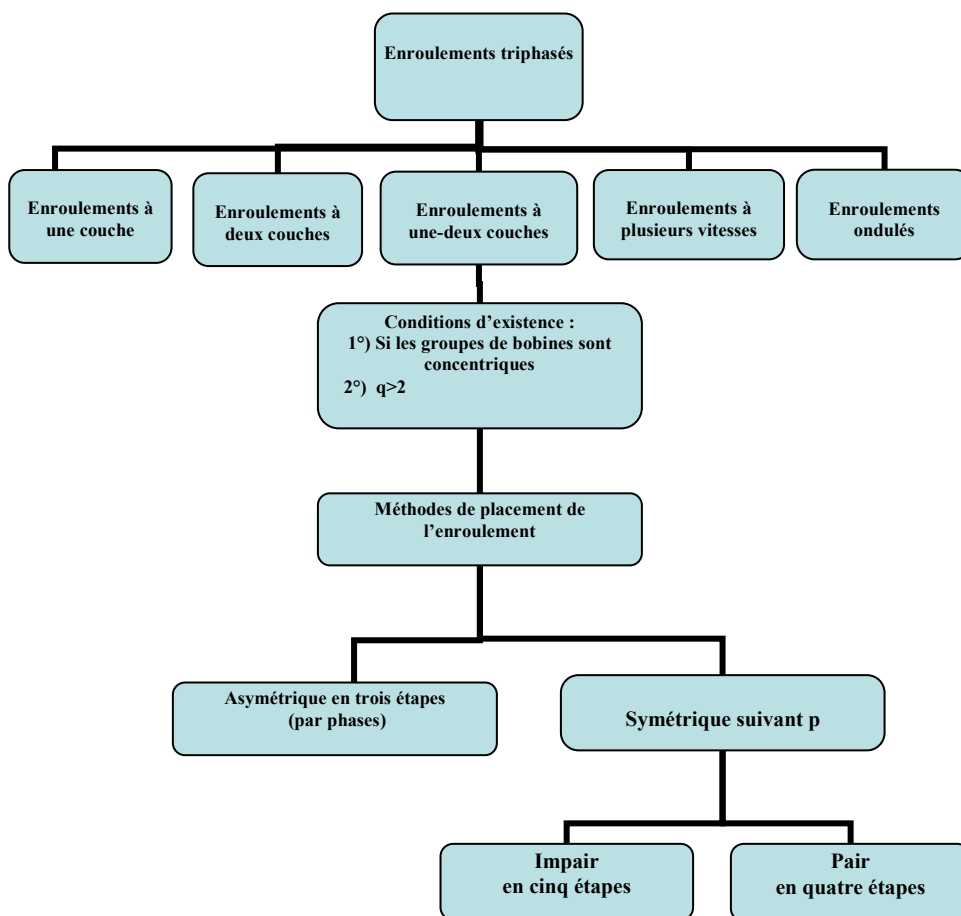 Enroulements triphasés
Enroulements à
une couche
Enroulements à
deux couches
Enroulements à
une-deux couches
Enroulements à
plusieurs vitesses
Enroulements
ondulés
Conditions d’existence :
1°) Si les groupes de bobines sont
concentriques
2°) q>2
Méthodes de placement de
l’enroulement
Asymétrique en trois étapes
(par phases)
Symétrique suivant p
Impair
en cinq étapes
Pair
en quatre étapes